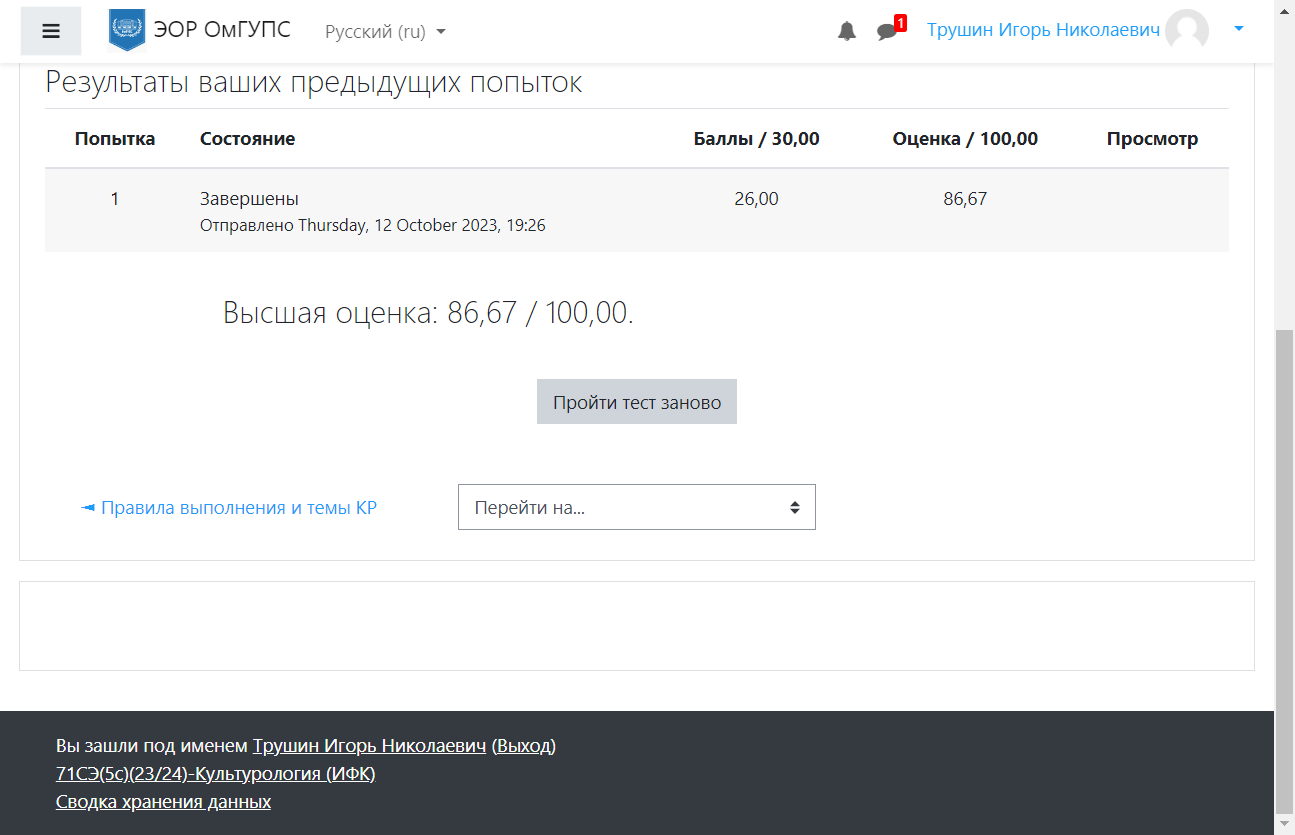 ЭОР ОмГУПС Русский (ru) 1 Трушин Игорь Николаевич
Результаты ваших предыдущих попыток
Попытка Состояние Баллы / 30,00 Оценка / 100,00 Просмотр
1 Завершены 26,00 86,67
Отправлено Thursday, 12 October 2023, 19:26
Высшая оценка: 86,67 / 100,00.
Пройти тест заново
◄ Правила выполнения и темы КР Перейти на...
Вы зашли под именем Трушин Игорь Николаевич (Выход)
71СЭ(5с)(23/24)-Культурология (ИФК)
Сводка хранения данных